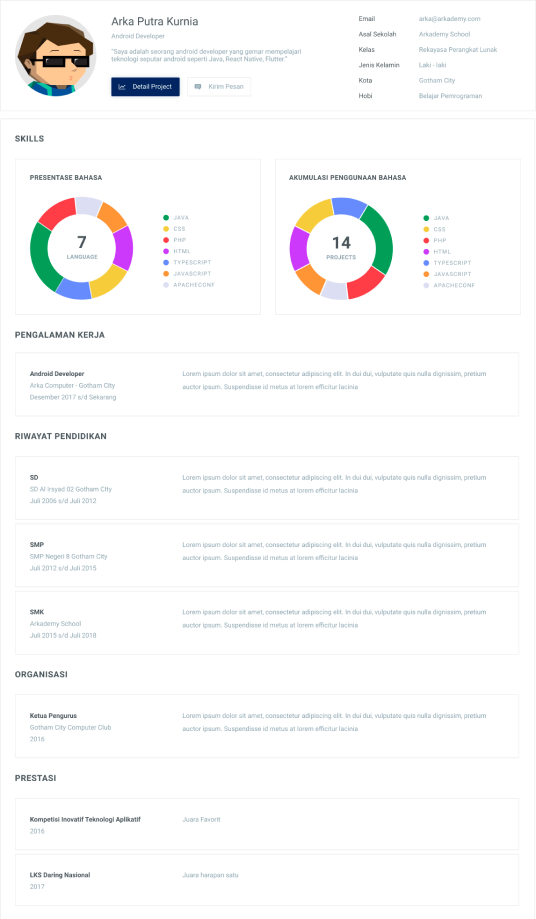 Arka Putra Kurnia
Android Developer
"Saya adalah seorang android developer yang gemar mempelajari
teknologi seputar android seperti Java, React Native, Flutter."
Detail Project
Kirim Pesan
Email arka@arkademy.com
Asal Sekolah Arkademy School
Kelas Rekayasa Perangkat Lunak
Jenis Kelamin Laki - laki
Kota Gotham City
Hobi Belajar Pemrograman
SKILLS
PRESENTASE BAHASA
7
LANGUAGE
JAVA
CSS
PHP
HTML
TYPESCRIPT
JAVASCRIPT
APACHECONF
AKUMULASI PENGGUNAAN BAHASA
14
PROJECTS
JAVA
CSS
PHP
HTML
TYPESCRIPT
JAVASCRIPT
APACHECONF
PENGALAMAN KERJA
Android Developer
Arka Computer - Gotham City
Desember 2017 s/d Sekarang
Lorem ipsum dolor sit amet, consectetur adipiscing elit. In dui dui, vulputate quis nulla dignissim, pretium
auctor ipsum. Suspendisse id metus at lorem efficitur lacinia
RIWAYAT PENDIDIKAN
SD
SD Al Irsyad 02 Gotham City
Juli 2006 s/d Juli 2012
Lorem ipsum dolor sit amet, consectetur adipiscing elit. In dui dui, vulputate quis nulla dignissim, pretium
auctor ipsum. Suspendisse id metus at lorem efficitur lacinia
SMP
SMP Negeri 8 Gotham City
Juli 2012 s/d Juli 2015
Lorem ipsum dolor sit amet, consectetur adipiscing elit. In dui dui, vulputate quis nulla dignissim, pretium
auctor ipsum. Suspendisse id metus at lorem efficitur lacinia
SMK
Arkademy School
Juli 2015 s/d Juli 2018
Lorem ipsum dolor sit amet, consectetur adipiscing elit. In dui dui, vulputate quis nulla dignissim, pretium
auctor ipsum. Suspendisse id metus at lorem efficitur lacinia
ORGANISASI
Ketua Pengurus
Gotham City Computer Club
2016
Lorem ipsum dolor sit amet, consectetur adipiscing elit. In dui dui, vulputate quis nulla dignissim, pretium
auctor ipsum. Suspendisse id metus at lorem efficitur lacinia
PRESTASI
Kompetisi Inovatif Teknologi Aplikatif
2016
Juara Favorit
LKS Daring Nasional
2017
Juara harapan satu